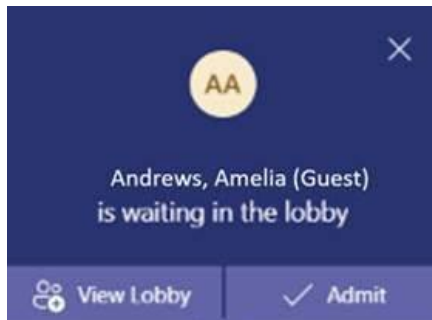 AA
Andrews, Amelia (Guest)
is waiting in the lobby
View Lobby
Admit